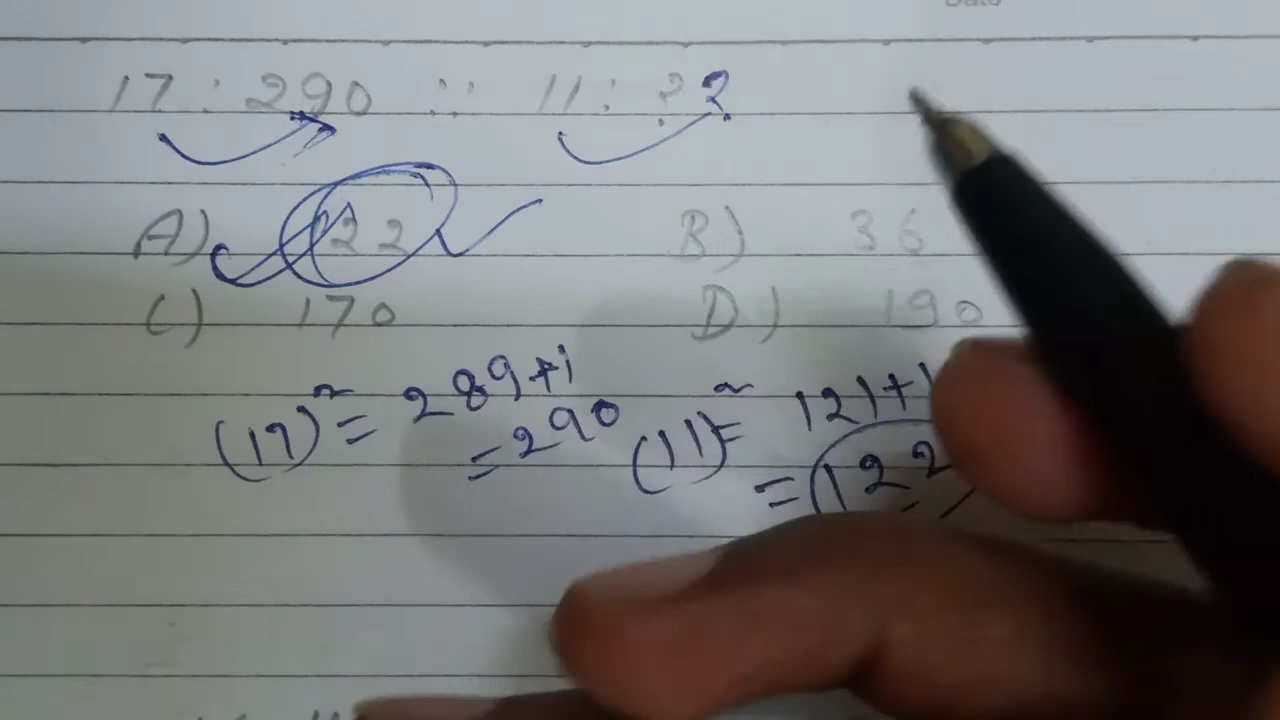 17 : 290 :: 11 : ? ?
A) 122 B) 36
C) 170 D) 190
(17)² = 289+1 (11)² = 121+1
= 290 = 122